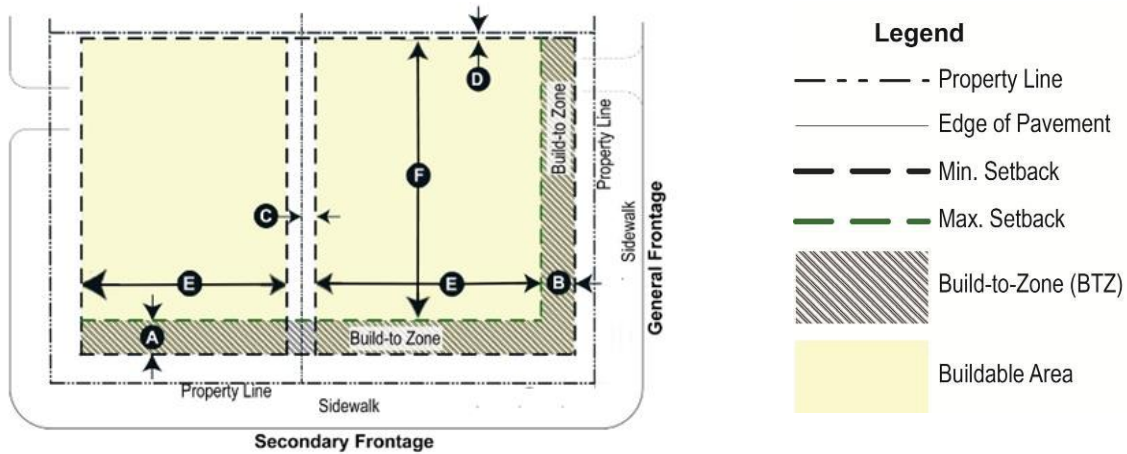 D
Build-to Zone
Property Line
F
C
Sidewalk
General Frontage
E
E
B
A
Build-to Zone
Property Line
Sidewalk
Secondary Frontage
Legend
Property Line
Edge of Pavement
Min. Setback
Max. Setback
Build-to-Zone (BTZ)
Buildable Area